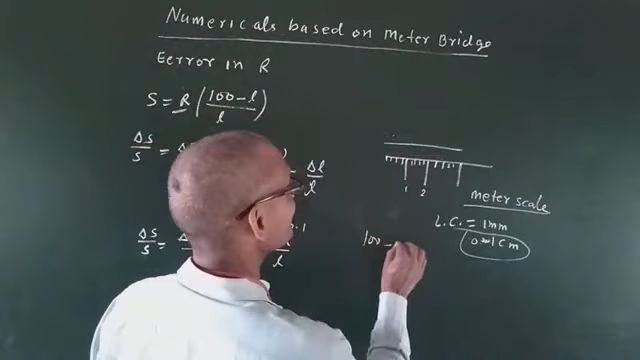 Numericals based on Meter Bridge
Eerror in R
S = R (100-l / l)
ΔS/S = Δ
Δl/l
1 2
meter scale
L.C. = 1mm
0.1cm
ΔS/S = Δ
.1
l
100-